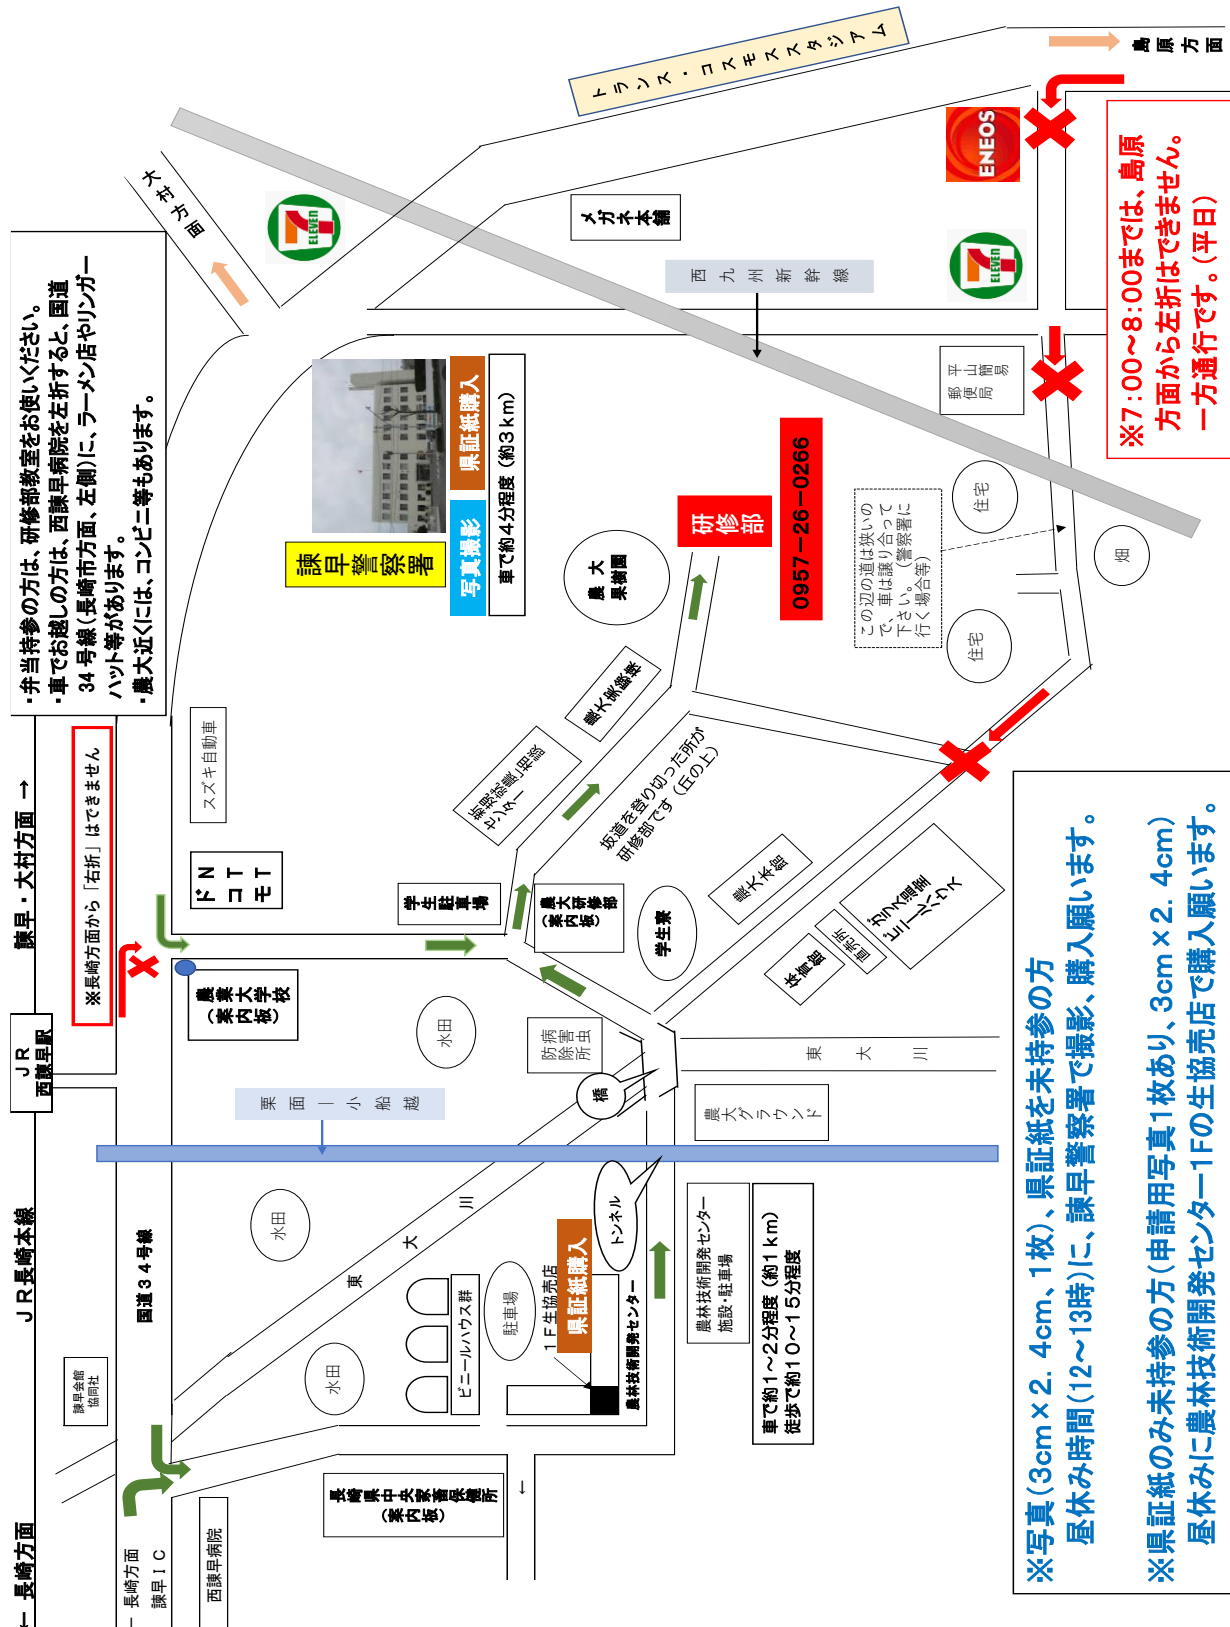 ・弁当持参の方は、研修部教室をお使いください。
・車でお越しの方は、西諫早病院を左折すると、国道
34号線(長崎市方面、左側)に、ラーメン店やリンガー
ハット等があります。
・農大近くには、コンビニ等もあります。
← 長崎方面
JR長崎本線
JR
西諫早駅
諫早・大村方面 →
※長崎方面から「右折」はできません
← 長崎方面
諫早IC
国道34号線
諫早会館
協同社
西諫早病院
スズキ自動車
NTT
ドコモ
農業大学校
(案内板)
栗面―小船越
大村方面
7 ELEVEN
諫早警察署
写真撮影
県証紙購入
車で約4分程度(約3km)
トランス・コスモススタジアム
島原方面
メガネ本舗
西九州新幹線
ENEOS
7 ELEVEN
平山簡易
郵便局
※7:00~8:00までは、島原
方面から左折はできません。
一方通行です。(平日)
農大
果樹園
研修部
0957-26-0266
この辺の道は狭いの
で、車は譲り合って
下さい。(警察署に
行く場合等)
住宅
住宅
畑
農大実験棟
新規就農相談
センター
坂道を登り切った所が
研修部です(丘の上)
学生駐車場
農大研修部
(案内板)
学生寮
農大本館
体育館
直売所
ガラス温室
ビニールハウス
水田
水田
水田
病害虫
防除所
橋
東大川
東大川
農大グラウンド
トンネル
ビニールハウス群
駐車場
1F生協売店
県証紙購入
農林技術開発センター
農林技術開発センター
施設・駐車場
車で約1~2分程度(約1km)
徒歩で約10~15分程度
長崎県中央家畜保健所
(案内板)
←
※写真(3cm×2.4cm、1枚)、県証紙を未持参の方
昼休み時間(12~13時)に、諫早警察署で撮影、購入願います。
※県証紙のみ未持参の方(申請用写真1枚あり、3cm×2.4cm)
昼休みに農林技術開発センター1Fの生協売店で購入願います。